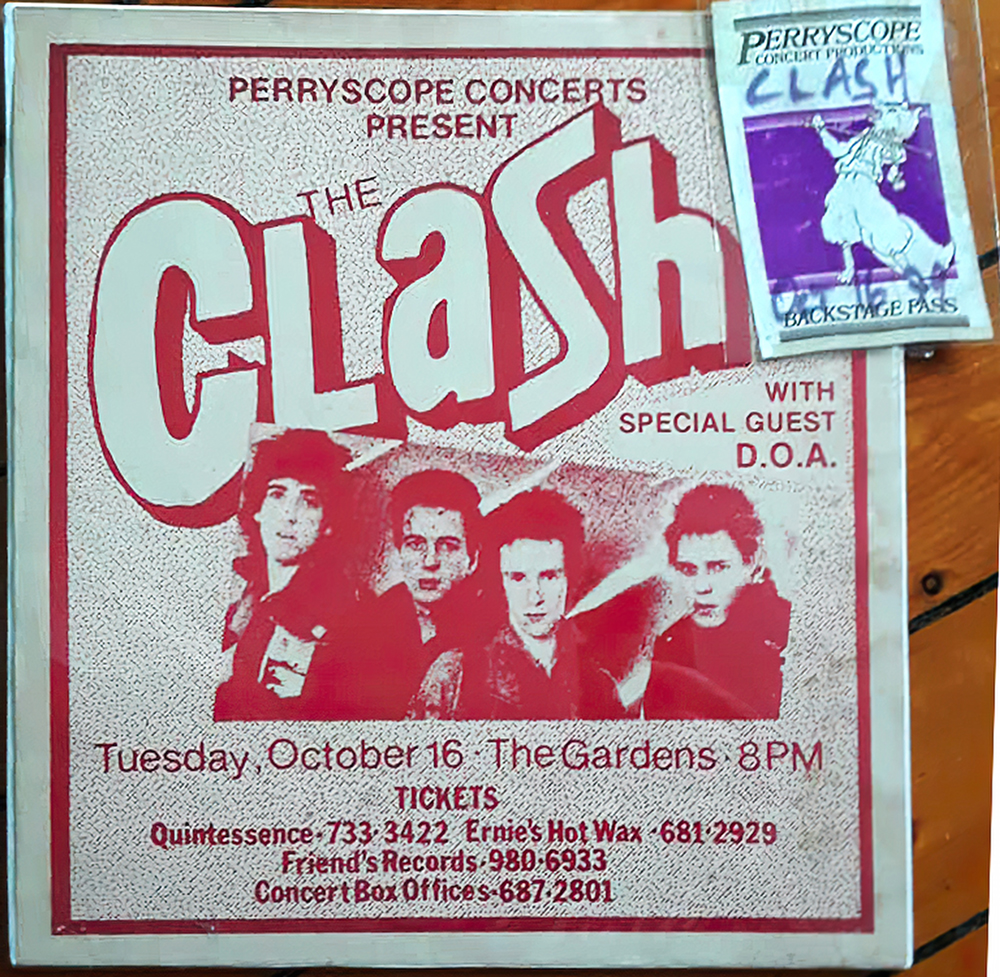 PERRYSCOPE CONCERTS
PRESENT
THE
CLaSh
WITH
SPECIAL GUEST
D.O.A.
Tuesday, October 16 · The Gardens · 8PM
TICKETS
Quintessence·733·3422 Ernie's Hot Wax ·681·2929
Friend's Records·980·6933
Concert Box Offices·687·2801
PERRYSCOPE
CONCERT PRODUCTIONS
CLASH
BACKSTAGE PASS